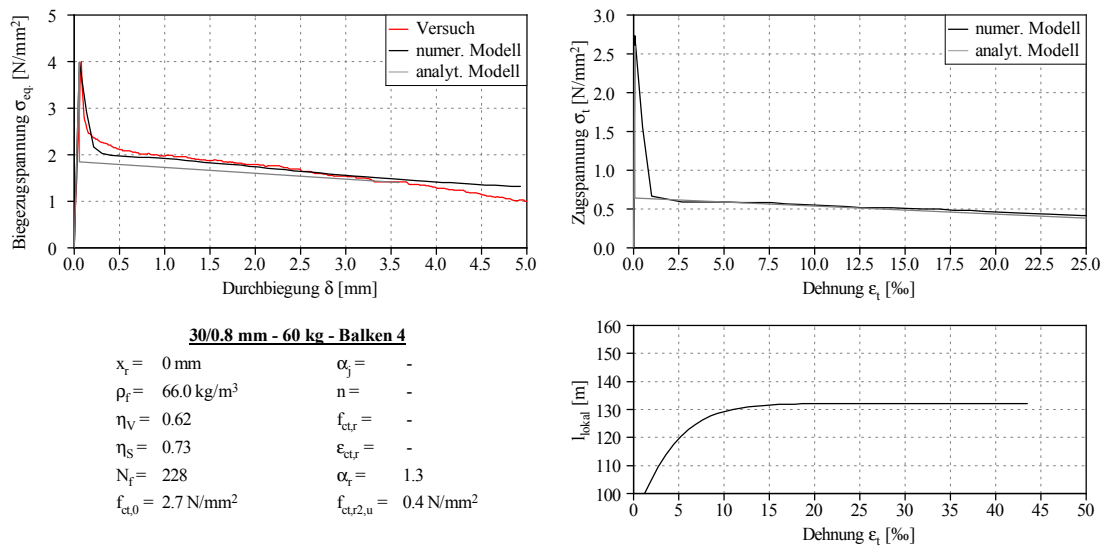 Biegezugspannung σeq. [N/mm²]
5
4
3
2
1
0
0.0 0.5 1.0 1.5 2.0 2.5 3.0 3.5 4.0 4.5 5.0
Durchbiegung δ [mm]
Versuch
numer. Modell
analyt. Modell
Zugspannung σt [N/mm²]
3.0
2.5
2.0
1.5
1.0
0.5
0.0
0.0 2.5 5.0 7.5 10.0 12.5 15.0 17.5 20.0 22.5 25.0
Dehnung εt [‰]
numer. Modell
analyt. Modell
30/0.8 mm - 60 kg - Balken 4
xr = 0 mm αj = -
ρf = 66.0 kg/m³ n = -
ηV = 0.62 fct,r = -
ηS = 0.73 εct,r = -
Nf = 228 αr = 1.3
fct,0 = 2.7 N/mm² fct,r2,u = 0.4 N/mm²
llokal [m]
160
150
140
130
120
110
100
0 5 10 15 20 25 30 35 40 45 50
Dehnung εt [‰]